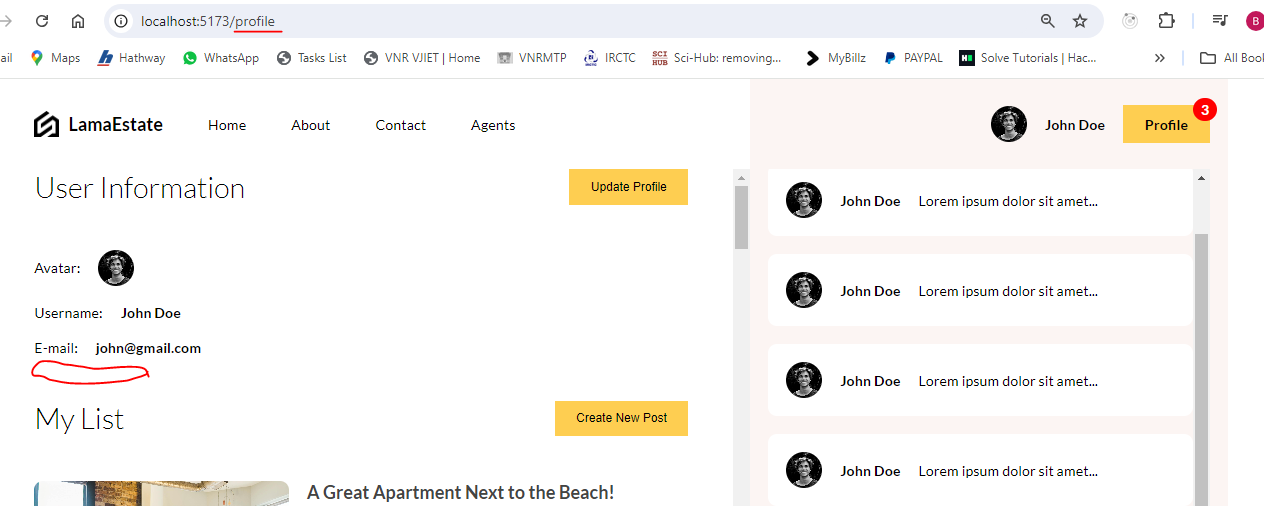 localhost:5173/profile
B
ail Maps Hathway WhatsApp Tasks List VNR VJIET | Home VNRMTP IRCTC SCI HUB Sci-Hub: removing... MyBillz PAYPAL Solve Tutorials | Hac... » All Boo
LamaEstate Home About Contact Agents
John Doe Profile 3
User Information Update Profile
Avatar:
Username: John Doe
E-mail: john@gmail.com
My List Create New Post
A Great Apartment Next to the Beach!
John Doe Lorem ipsum dolor sit amet...
John Doe Lorem ipsum dolor sit amet...
John Doe Lorem ipsum dolor sit amet...
John Doe Lorem ipsum dolor sit amet...